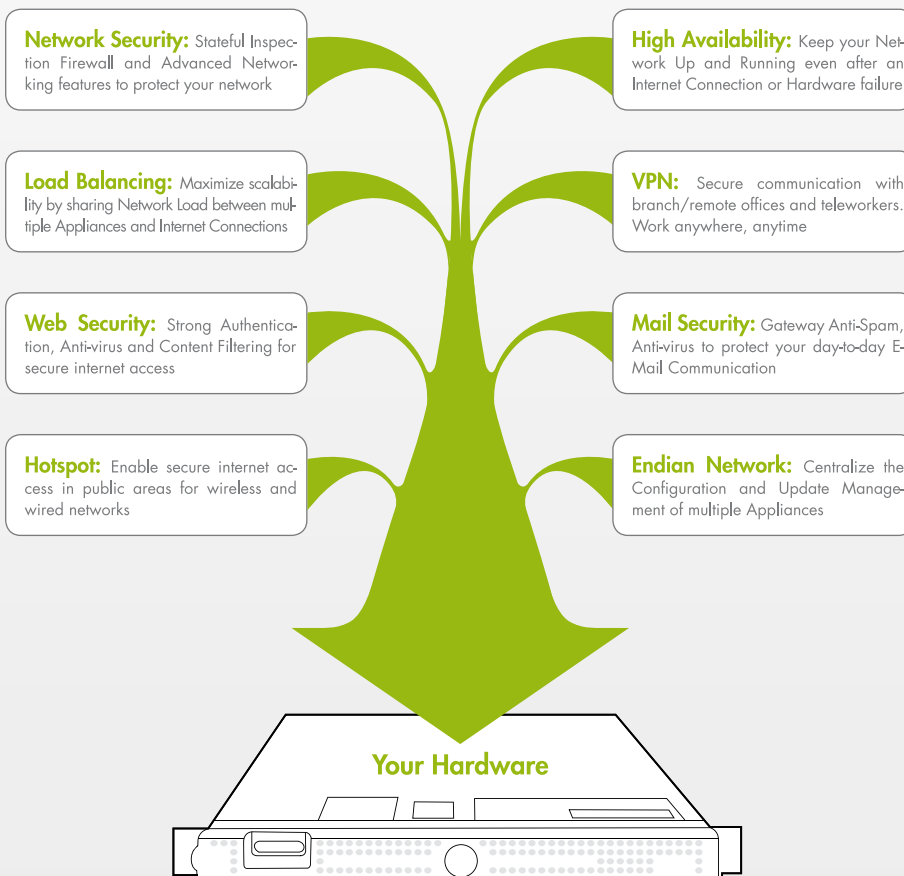 Network Security: Stateful Inspec-
tion Firewall and Advanced Networ-
king features to protect your network
High Availability: Keep your Net-
work Up and Running even after an
Internet Connection or Hardware failure
Load Balancing: Maximize scalabi-
lity by sharing Network Load between mul-
tiple Appliances and Internet Connections
VPN: Secure communication with
branch/remote offices and teleworkers.
Work anywhere, anytime
Web Security: Strong Authentica-
tion, Anti-virus and Content Filtering for
secure internet access
Mail Security: Gateway Anti-Spam,
Anti-virus to protect your day-to-day E-
Mail Communication
Hotspot: Enable secure internet ac-
cess in public areas for wireless and
wired networks
Endian Network: Centralize the
Configuration and Update Manage-
ment of multiple Appliances
Your Hardware